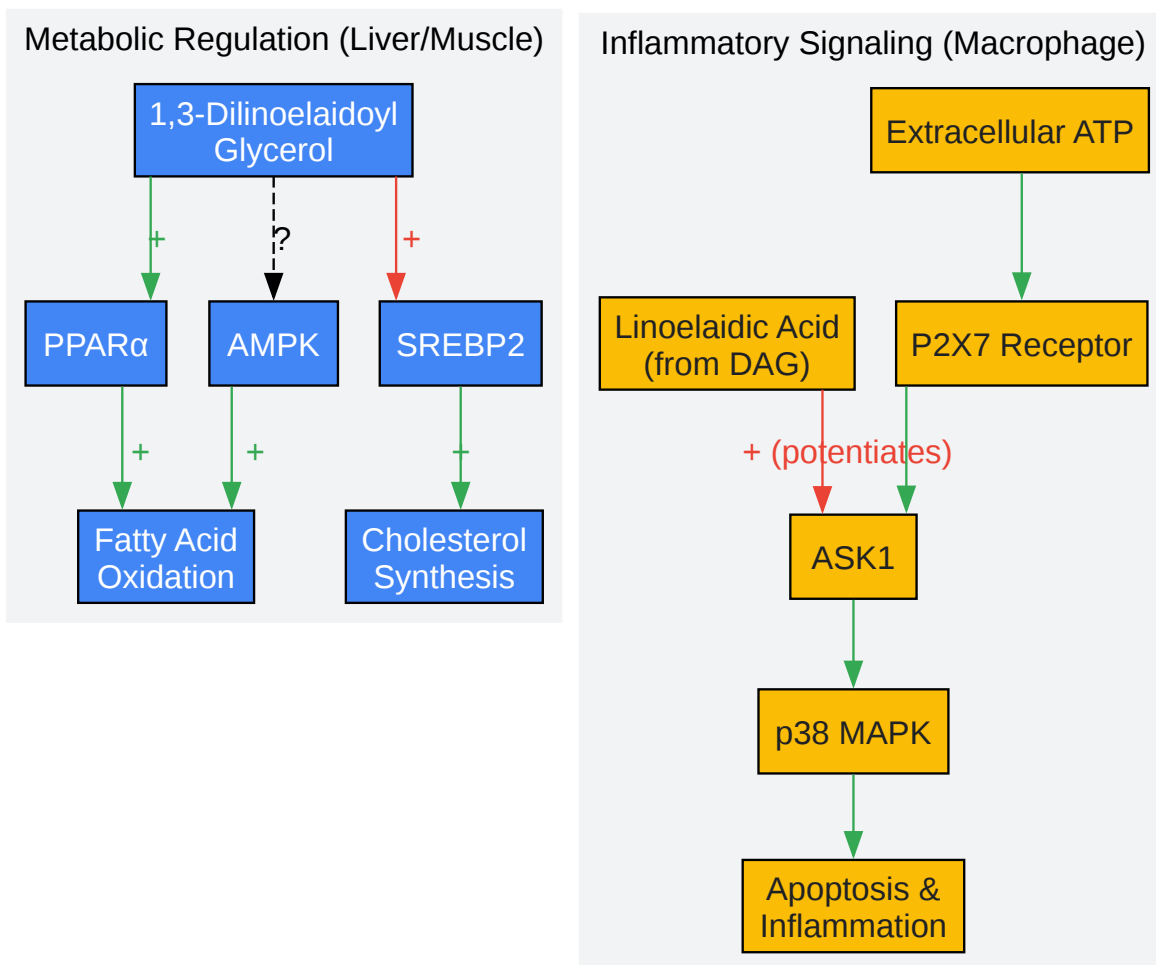 Metabolic Regulation (Liver/Muscle)
1,3-Dilinoelaidoyl
Glycerol
+
?
+
PPARα
AMPK
SREBP2
+
+
+
Fatty Acid
Oxidation
Cholesterol
Synthesis
Inflammatory Signaling (Macrophage)
Extracellular ATP
Linoelaidic Acid
(from DAG)
P2X7 Receptor
+ (potentiates)
ASK1
p38 MAPK
Apoptosis &
Inflammation